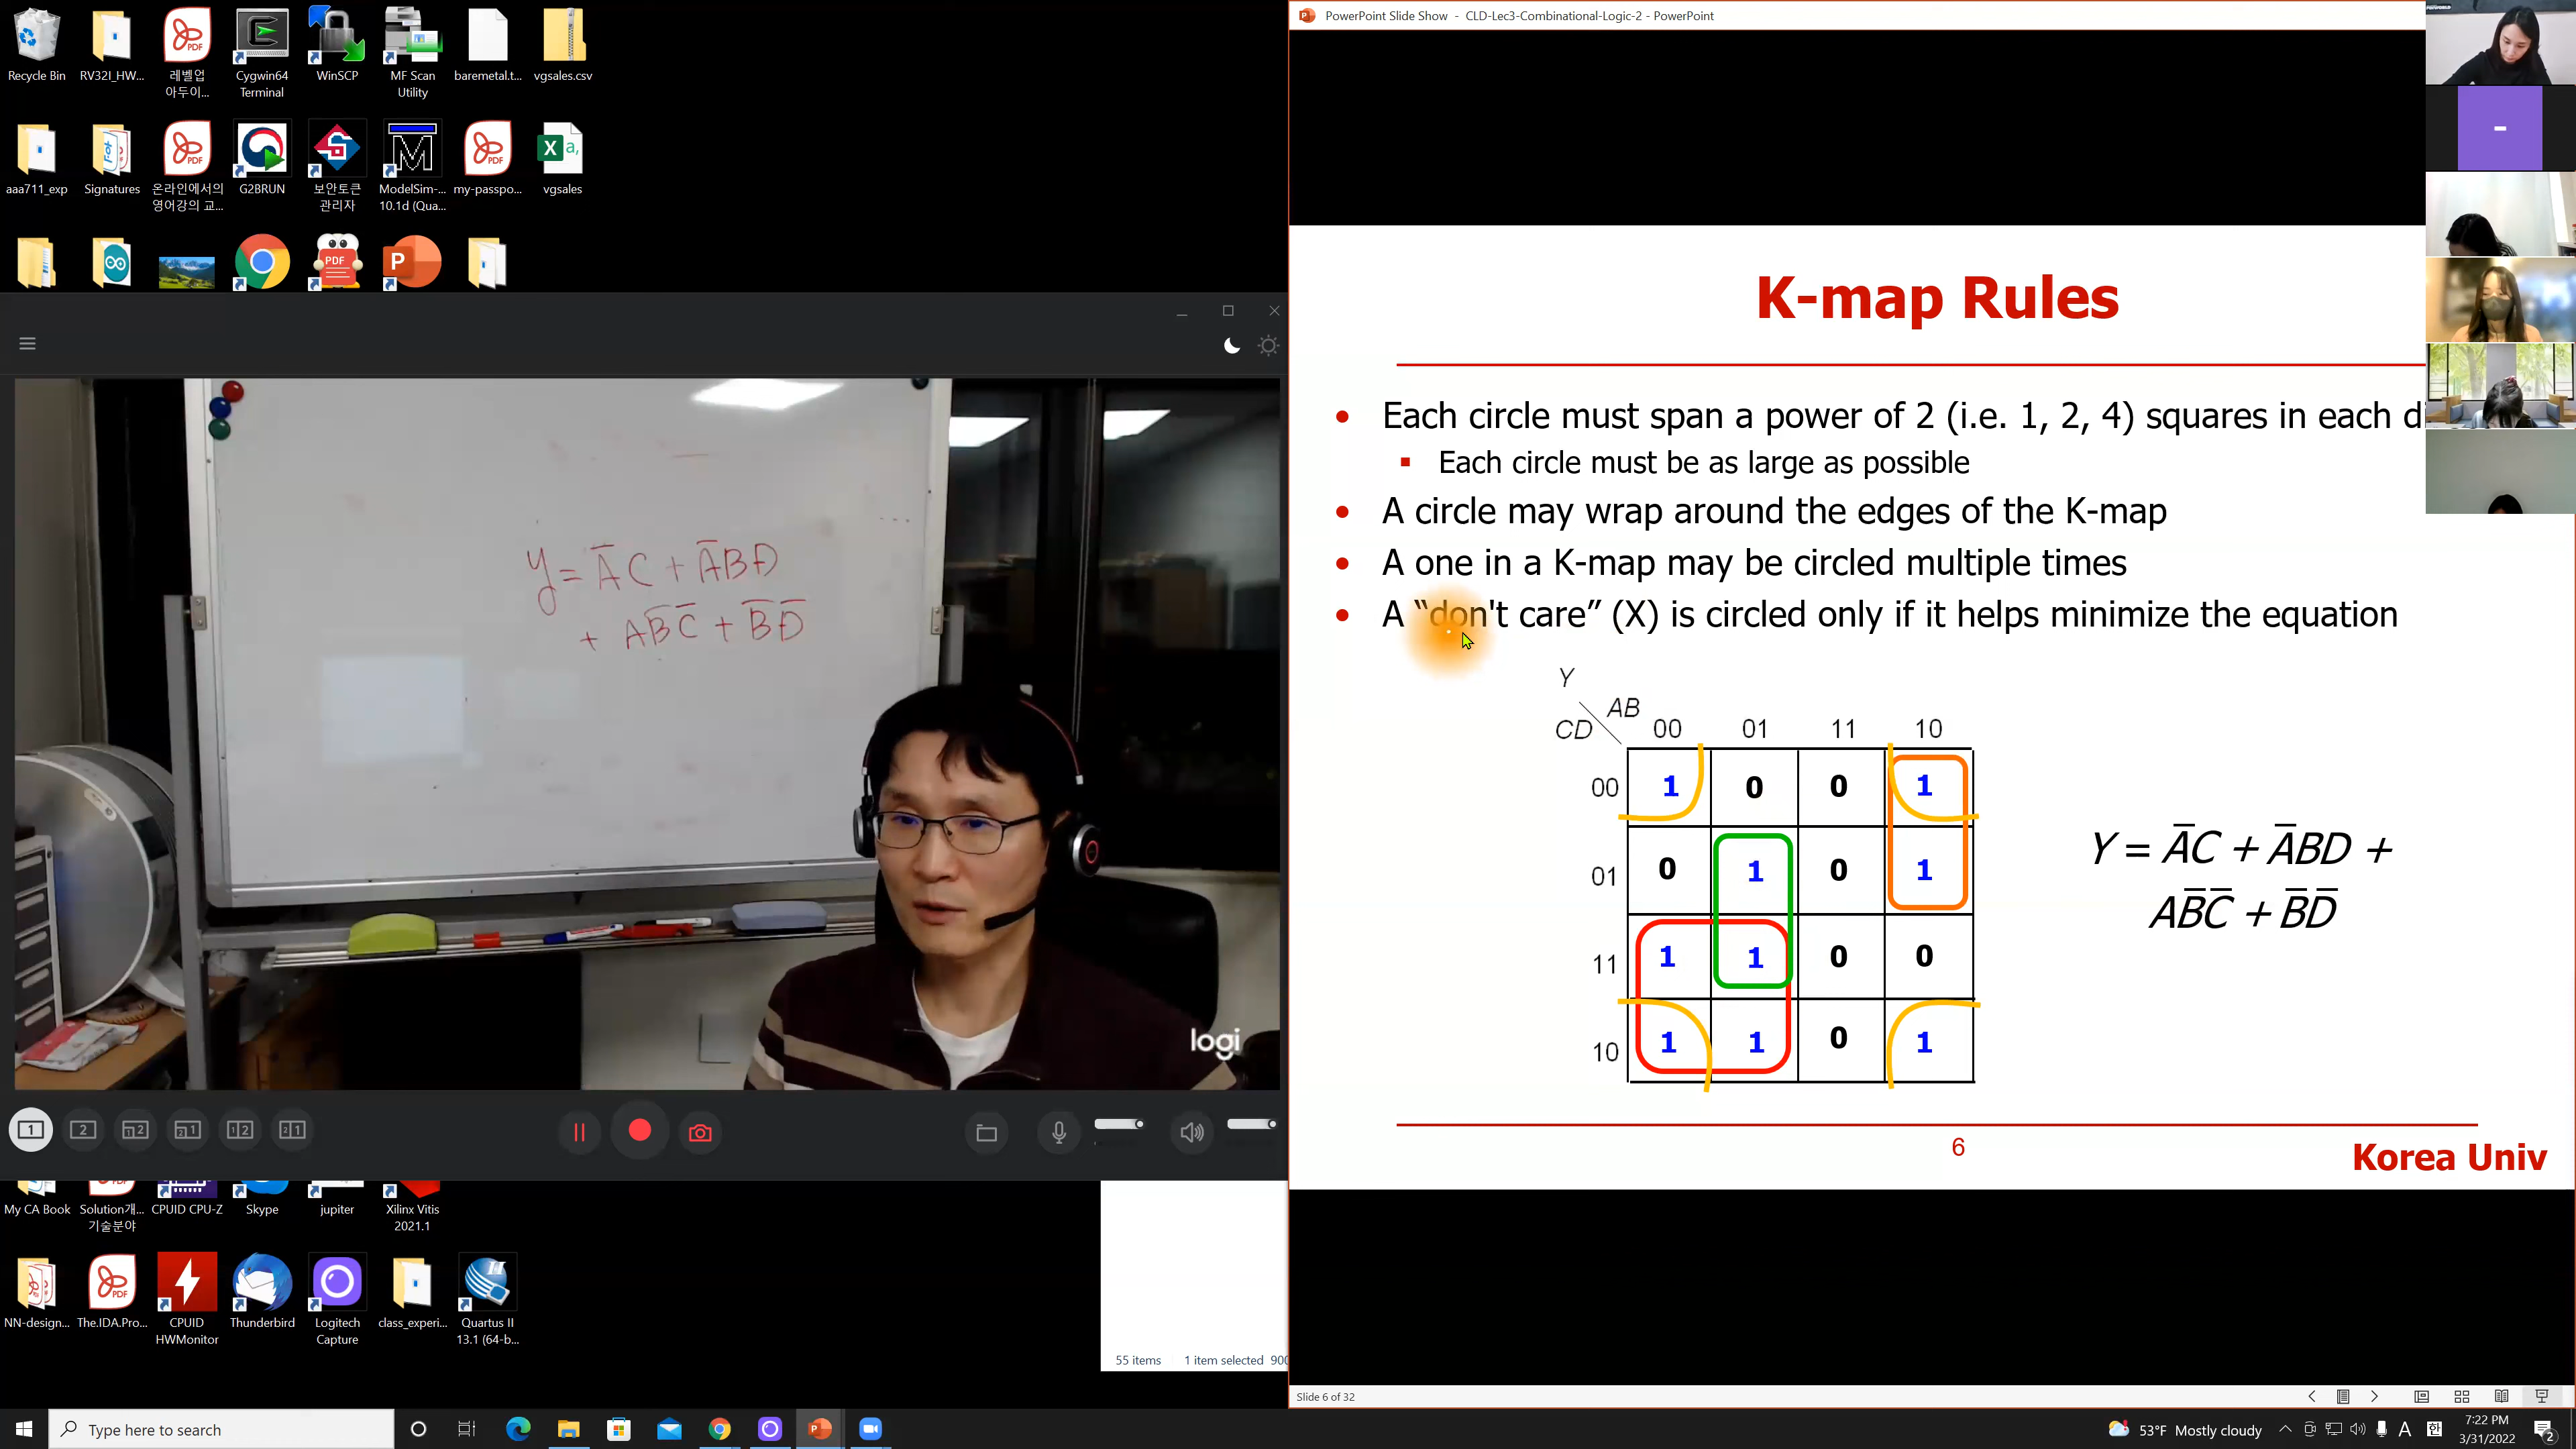 Recycle Bin
RV32I_HW...
레벨업
아두이...
Cygwin64
Terminal
WinSCP
MF Scan
Utility
baremetal.t...
vgsales.csv
aaa711_exp
Signatures
온라인에서의
영어강의 교...
G2BRUN
보안토큰
관리자
ModelSim-...
10.1d (Qua...
my-passpo...
vgsales
y = A̅C + A̅BD
+ AB̅C̅ + B̅D̅
logi
My CA Book
Solution개...
기술분야
CPUID CPU-Z
Skype
jupiter
Xilinx Vitis
2021.1
NN-design...
The.IDA.Pro...
CPUID
HWMonitor
Thunderbird
Logitech
Capture
class_experi...
Quartus II
13.1 (64-b...
55 items 1 item selected 900
PowerPoint Slide Show - CLD-Lec3-Combinational-Logic-2 - PowerPoint
K-map Rules
• Each circle must span a power of 2 (i.e. 1, 2, 4) squares in each d
▪ Each circle must be as large as possible
• A circle may wrap around the edges of the K-map
• A one in a K-map may be circled multiple times
• A “don't care” (X) is circled only if it helps minimize the equation
Y
AB
CD 00 01 11 10
00 1 0 0 1
01 0 1 0 1
11 1 1 0 0
10 1 1 0 1
Y = A̅C + A̅BD +
AB̅C̅ + B̅D̅
6
Korea Univ
Slide 6 of 32
Type here to search
53°F Mostly cloudy
A
한
7:22 PM
3/31/2022
2